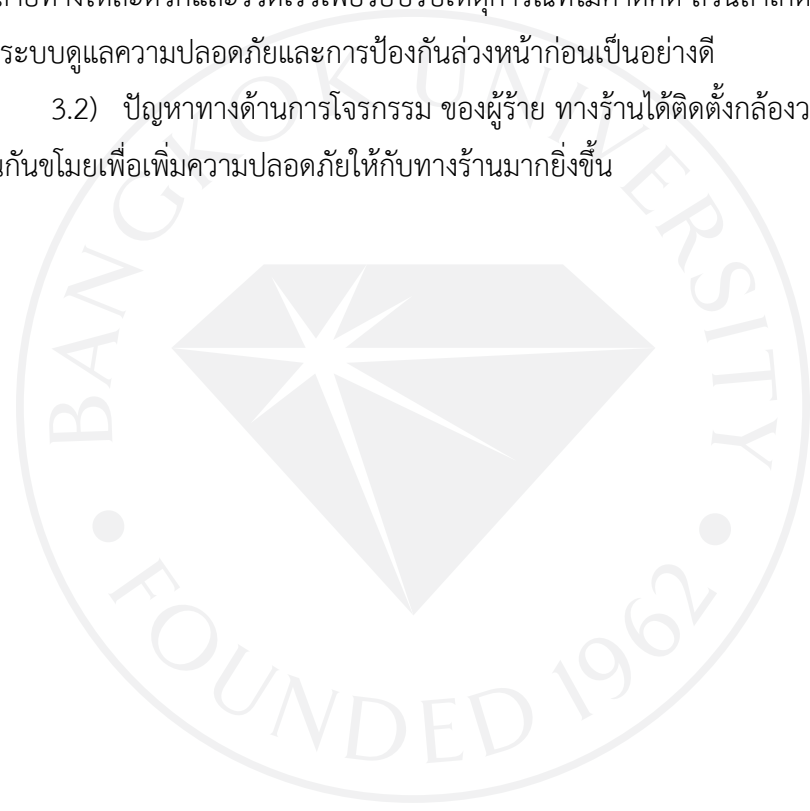 ระบบดูแลความปลอดภัยและการป้องกันล่วงหน้าก่อนเป็นอย่างดี
3.2) ปัญหาทางด้านการโจรกรรม ของผู้ร้าย ทางร้านได้ติดตั้งกล้อง
กันขโมยเพื่อเพิ่มความปลอดภัยให้กับทางร้านมากยิ่งขึ้น
BANGKOK UNIVERSITY
FOUNDED 1962